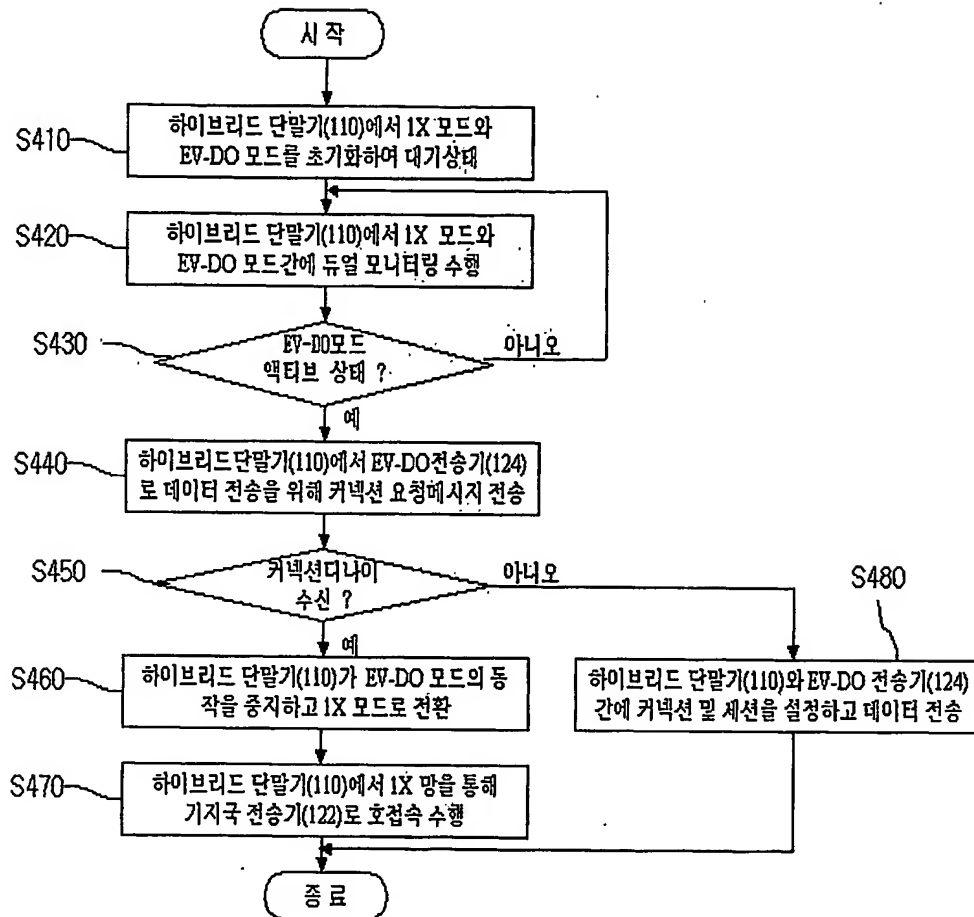 시 작
S410
하이브리드 단말기(110)에서 1X 모드와
EV-DO 모드를 초기화하여 대기상태
S420
하이브리드 단말기(110)에서 1X 모드와
EV-DO 모드간에 듀얼 모니터링 수행
S430
EV-DO모드
액티브 상태 ?
아니오
예
S440
하이브리드단말기(110)에서 EV-DO전송기(124)
로 데이터 전송을 위해 커넥션 요청메시지 전송
S450
커넥션디나이
수신 ?
아니오
예
S480
S460
하이브리드 단말기(110)가 EV-DO 모드의 동
작을 중지하고 1X 모드로 전환
하이브리드 단말기(110)와 EV-DO 전송기(124)
간에 커넥션 및 세션을 설정하고 데이터 전송
S470
하이브리드 단말기(110)에서 1X 망을 통해
기지국 전송기(122)로 호접속 수행
종 료